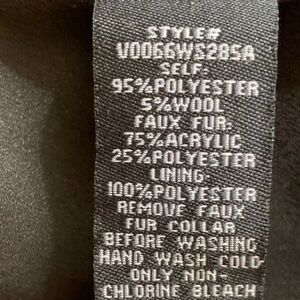 STYLE#
V0066WS285A
SELF:
95%POLYESTER
5%WOOL
FAUX FUR:
75%ACRYLIC
25%POLYESTER
LINING
100%POLYESTER
REMOVE FAUX
FUR COLLAR
BEFORE WASHING
HAND WASH COLD
ONLY NON-
CHLORINE BLEACH